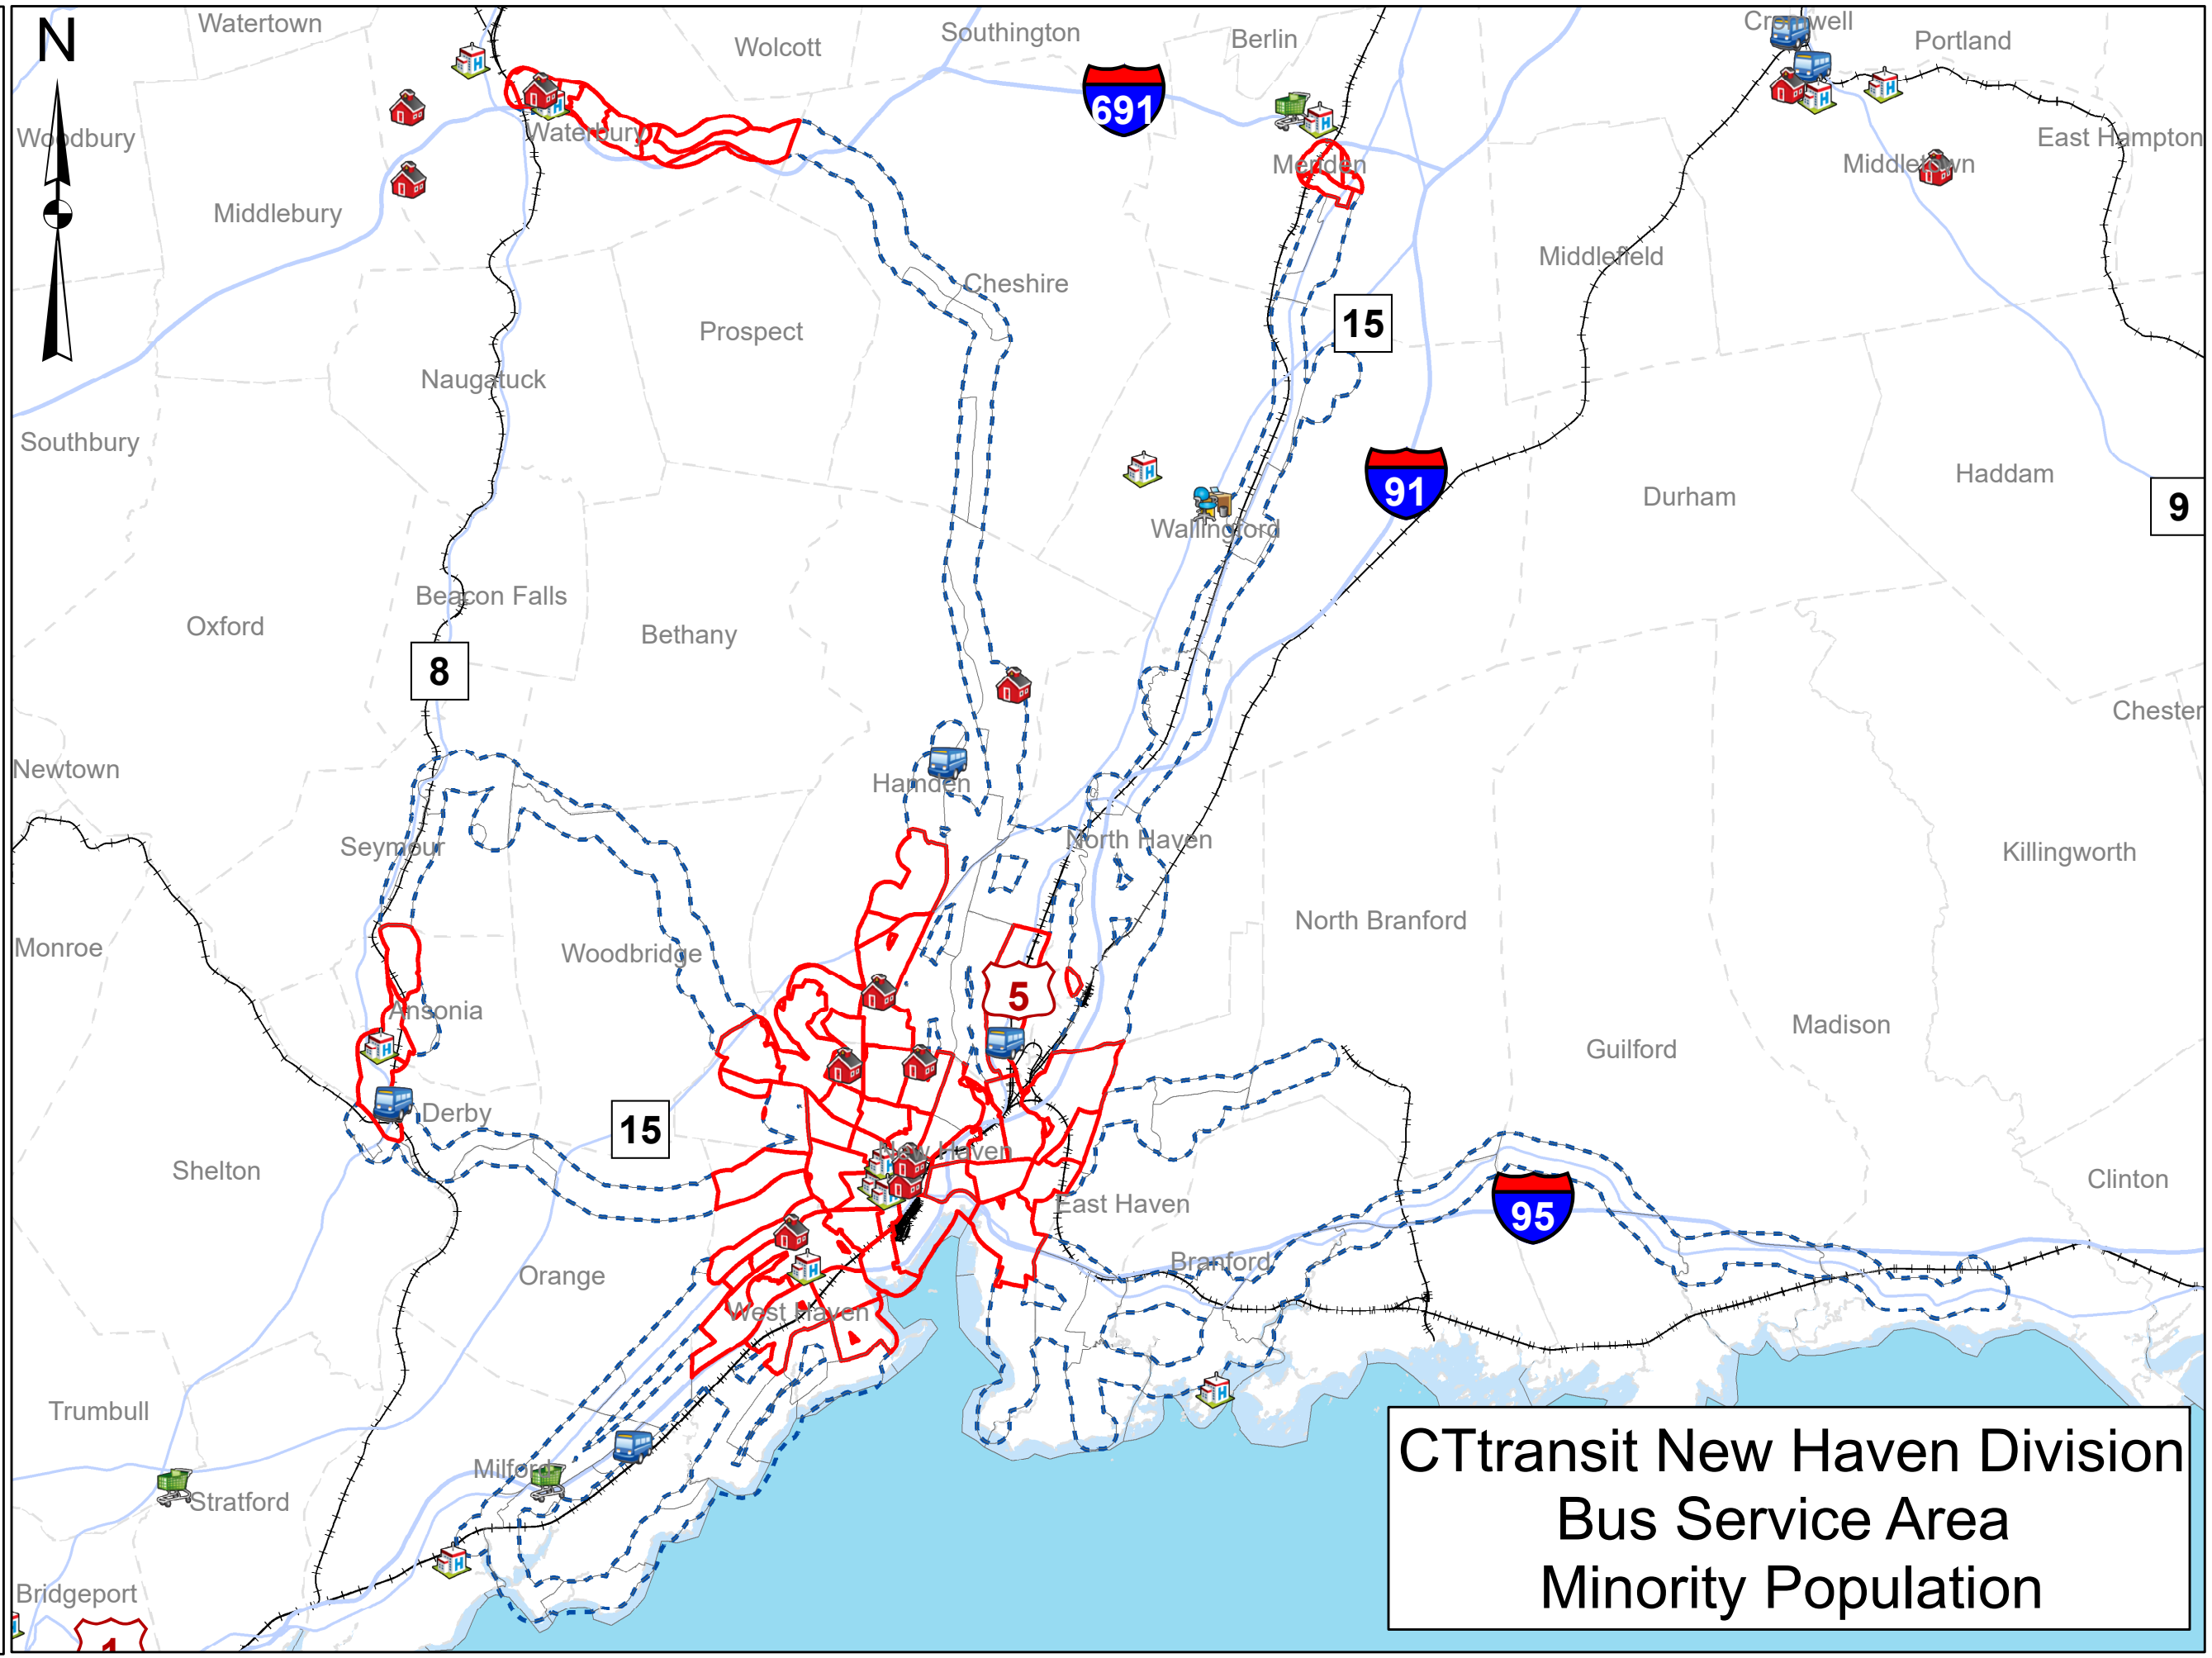 N
Watertown
Wolcott
Southington
Berlin
Cromwell
Portland
Woodbury
Waterbury
691
Meriden
Middletown
East Hampton
Middlebury
Cheshire
Middlefield
Prospect
15
Naugatuck
Southbury
Wallingford
91
Durham
Haddam
9
Oxford
Beacon Falls
Bethany
8
Chester
Newtown
Hamden
Seymour
North Haven
Killingworth
Monroe
Woodbridge
North Branford
5
Ansonia
Guilford
Madison
Derby
15
New Haven
Shelton
East Haven
95
Clinton
Orange
Branford
West Haven
Trumbull
Milford
Stratford
Bridgeport
1
CTtransit New Haven Division
Bus Service Area
Minority Population